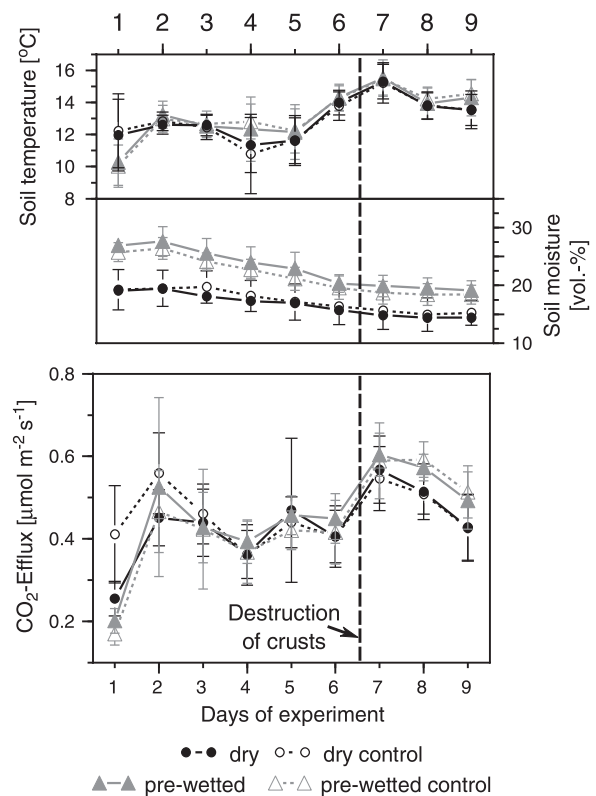 1 2 3 4 5 6 7 8 9
Soil temperature [°C]
16
14
12
10
8
Soil moisture
[vol.-%]
30
20
10
CO2-Efflux [µmol m-2 s-1]
0.8
0.6
0.4
0.2
Destruction
of crusts
1 2 3 4 5 6 7 8 9
Days of experiment
dry dry control
pre-wetted pre-wetted control